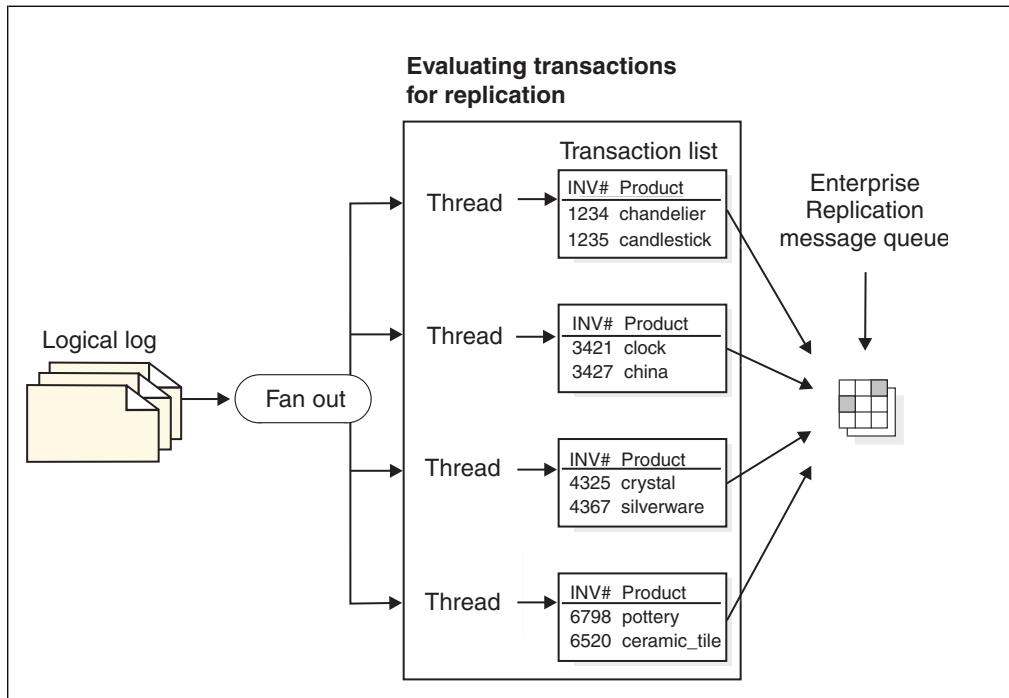 Evaluating transactions
for replication
Transaction list
Logical log
Fan out
Thread
INV# Product
1234 chandelier
1235 candlestick
Thread
INV# Product
3421 clock
3427 china
Thread
INV# Product
4325 crystal
4367 silverware
Thread
INV# Product
6798 pottery
6520 ceramic_tile
Enterprise
Replication
message queue